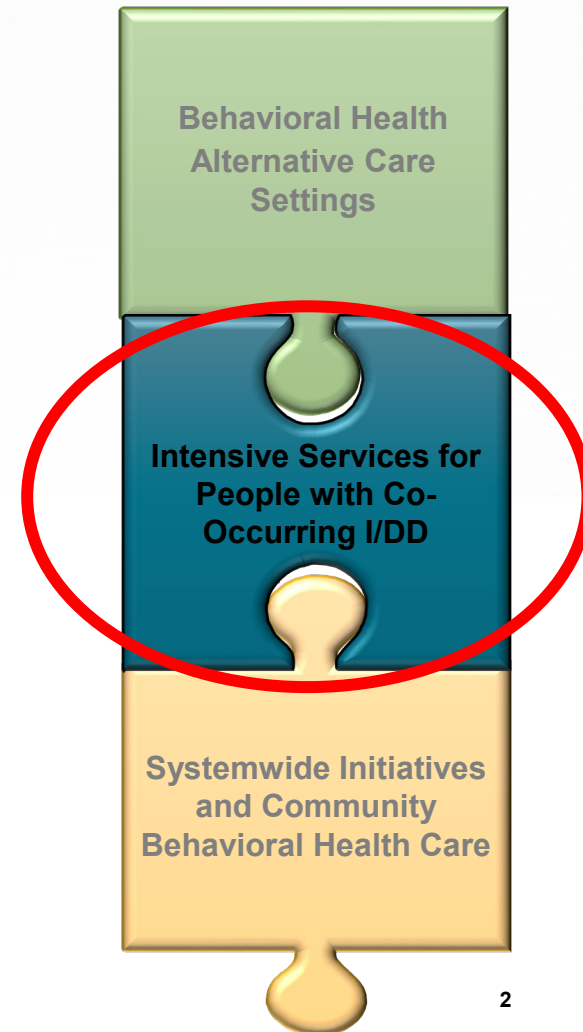 Behavioral Health
Alternative Care
Settings
Intensive Services for
People with Co-
Occurring I/DD
Systemwide Initiatives
and Community
Behavioral Health Care
2